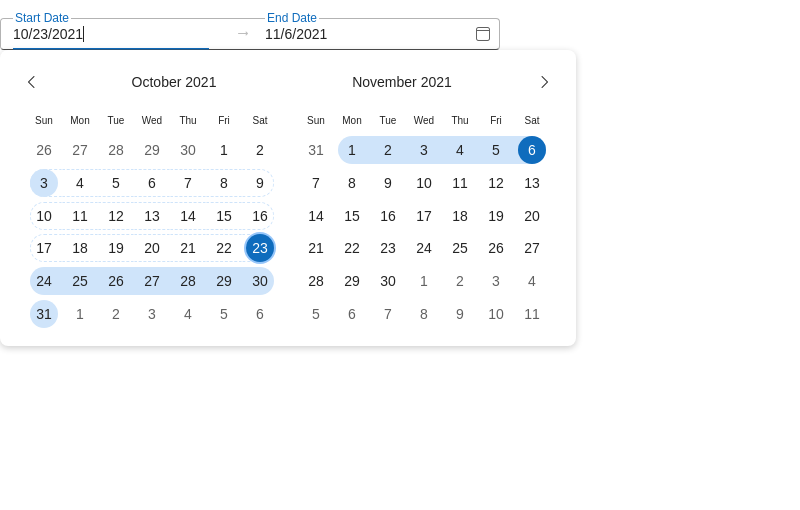 Start Date End Date
10/23/2021 → 11/6/2021
October 2021 November 2021
Sun Mon Tue Wed Thu Fri Sat Sun Mon Tue Wed Thu Fri Sat
26 27 28 29 30 1 2 31 1 2 3 4 5 6
3 4 5 6 7 8 9 7 8 9 10 11 12 13
10 11 12 13 14 15 16 14 15 16 17 18 19 20
17 18 19 20 21 22 23 21 22 23 24 25 26 27
24 25 26 27 28 29 30 28 29 30 1 2 3 4
31 1 2 3 4 5 6 5 6 7 8 9 10 11